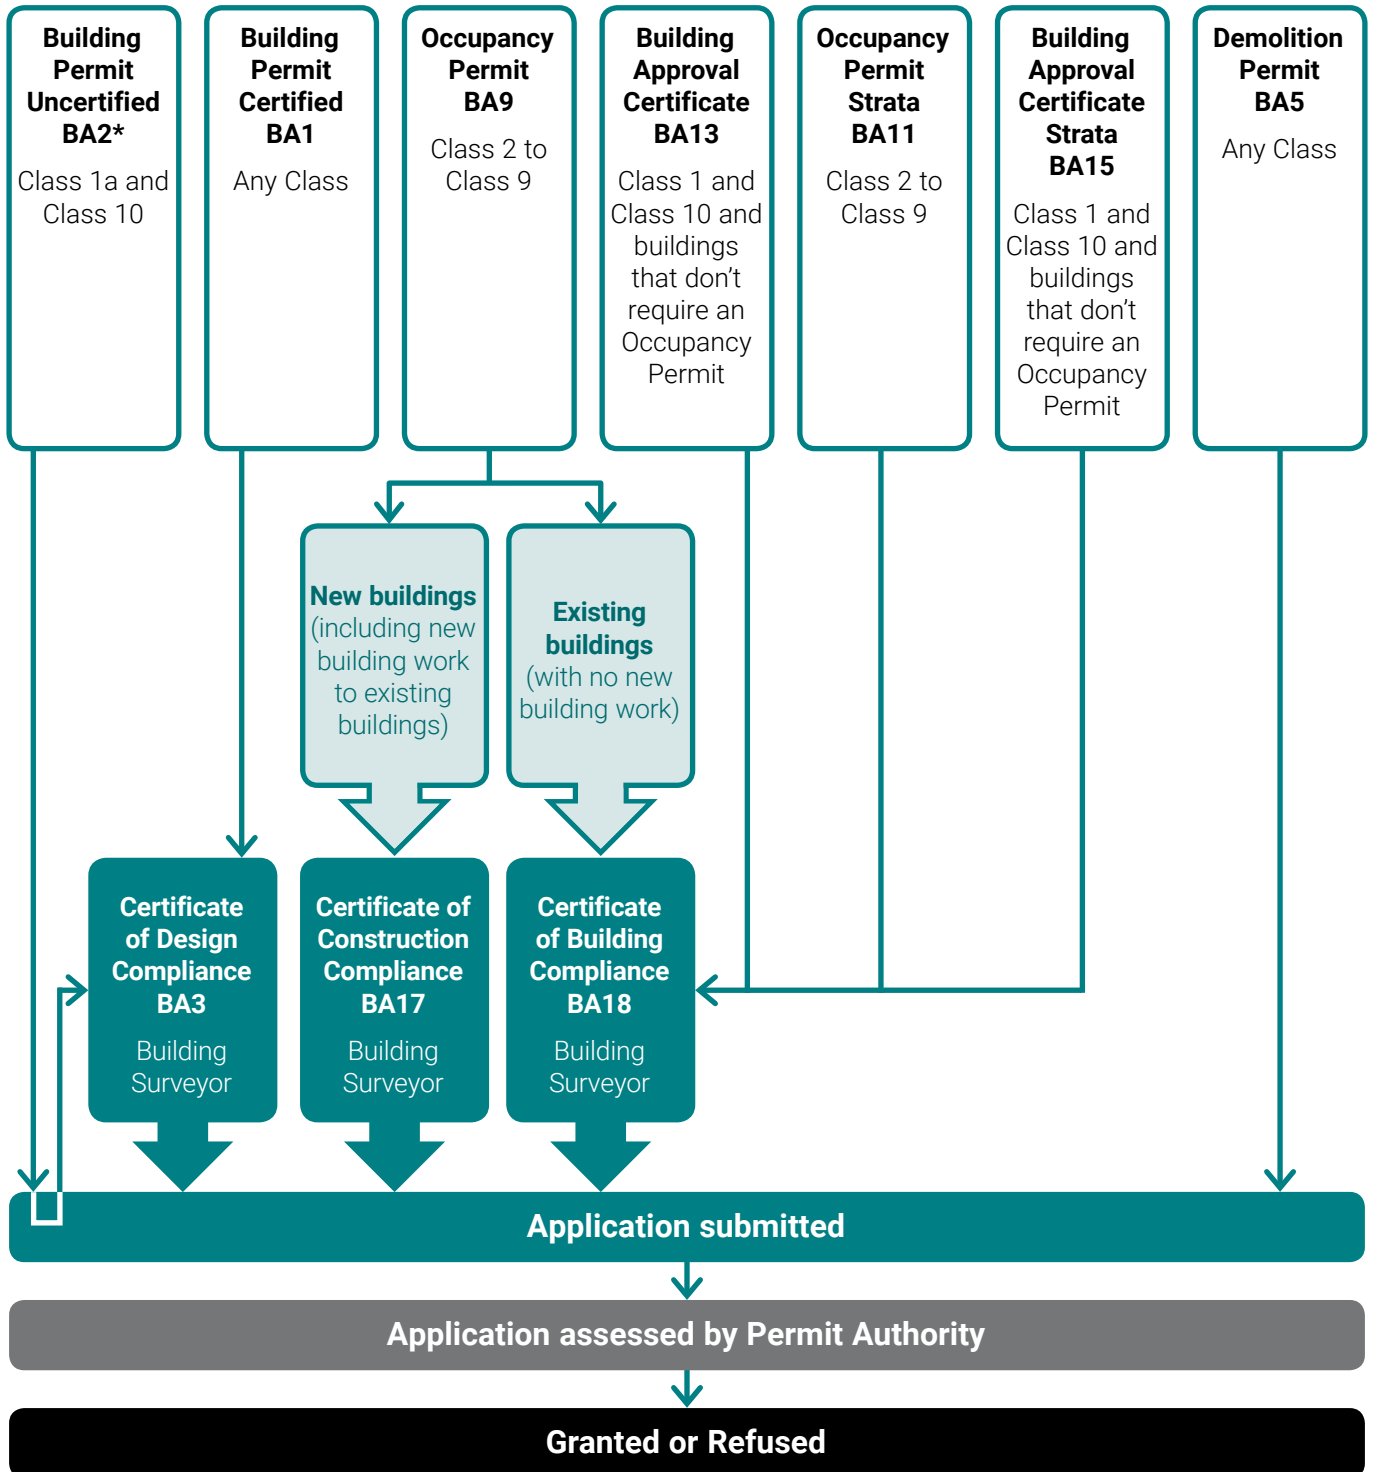 Building
Permit
Uncertified
BA2*
Class 1a and
Class 10
Building
Permit
Certified
BA1
Any Class
Occupancy
Permit
BA9
Class 2 to
Class 9
Building
Approval
Certificate
BA13
Class 1 and
Class 10 and
buildings
that don’t
require an
Occupancy
Permit
Occupancy
Permit
Strata
BA11
Class 2 to
Class 9
Building
Approval
Certificate
Strata
BA15
Class 1 and
Class 10 and
buildings
that don’t
require an
Occupancy
Permit
Demolition
Permit
BA5
Any Class
New buildings
(including new
building work
to existing
buildings)
Existing
buildings
(with no new
building work)
Certificate
of Design
Compliance
BA3
Building
Surveyor
Certificate of
Construction
Compliance
BA17
Building
Surveyor
Certificate
of Building
Compliance
BA18
Building
Surveyor
Application submitted
Application assessed by Permit Authority
Granted or Refused